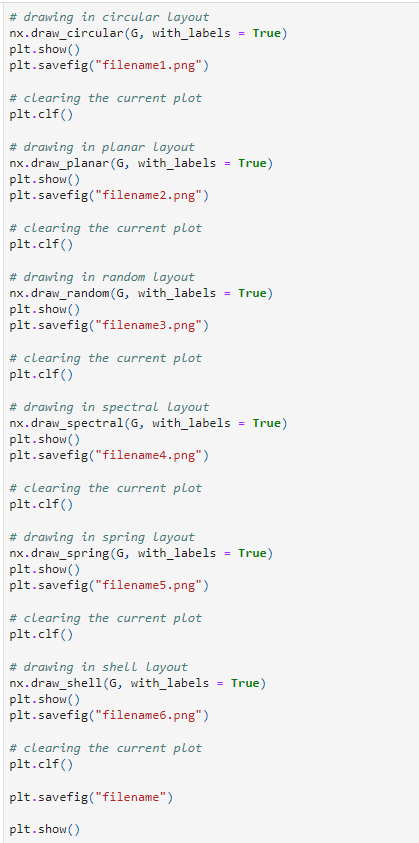 # drawing in circular layout
nx.draw_circular(G, with_labels = True)
plt.show()
plt.savefig("filename1.png")

# clearing the current plot
plt.clf()

# drawing in planar layout
nx.draw_planar(G, with_labels = True)
plt.show()
plt.savefig("filename2.png")

# clearing the current plot
plt.clf()

# drawing in random layout
nx.draw_random(G, with_labels = True)
plt.show()
plt.savefig("filename3.png")

# clearing the current plot
plt.clf()

# drawing in spectral layout
nx.draw_spectral(G, with_labels = True)
plt.show()
plt.savefig("filename4.png")

# clearing the current plot
plt.clf()

# drawing in spring layout
nx.draw_spring(G, with_labels = True)
plt.show()
plt.savefig("filename5.png")

# clearing the current plot
plt.clf()

# drawing in shell layout
nx.draw_shell(G, with_labels = True)
plt.show()
plt.savefig("filename6.png")

# clearing the current plot
plt.clf()

plt.savefig("filename")

plt.show()